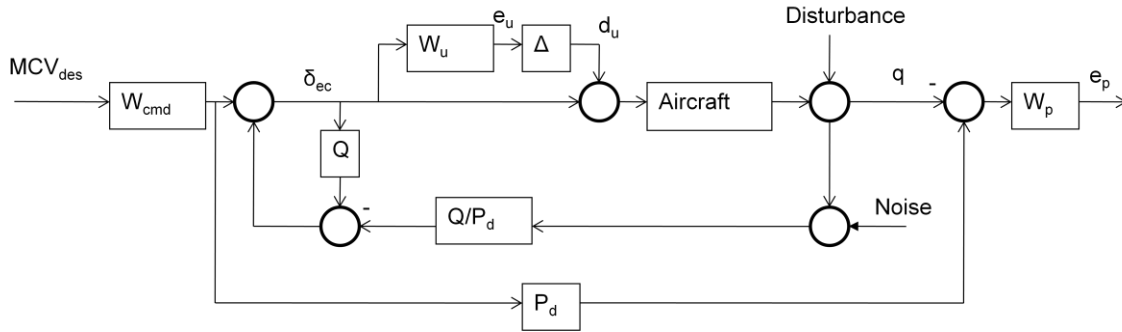 Disturbance
e_u
d_u
W_u
Δ
MCV_des
δ_ec
q
-
e_p
W_cmd
Aircraft
W_p
Q
-
Q/P_d
Noise
P_d